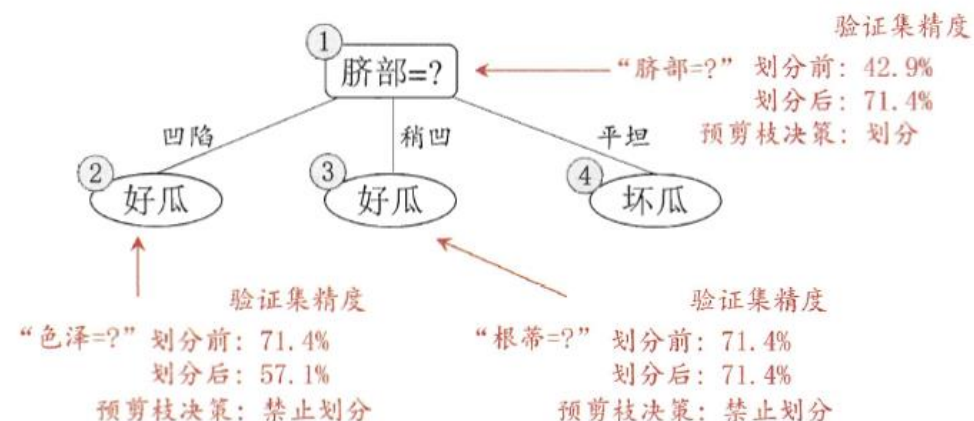 验证集精度
①
脐部=?
“脐部=?” 划分前: 42.9%
划分后: 71.4%
预剪枝决策: 划分
凹陷
稍凹
平坦
②
好瓜
③
好瓜
④
坏瓜
验证集精度
“色泽=?” 划分前: 71.4%
划分后: 57.1%
预剪枝决策: 禁止划分
验证集精度
“根蒂=?” 划分前: 71.4%
划分后: 71.4%
预剪枝决策: 禁止划分